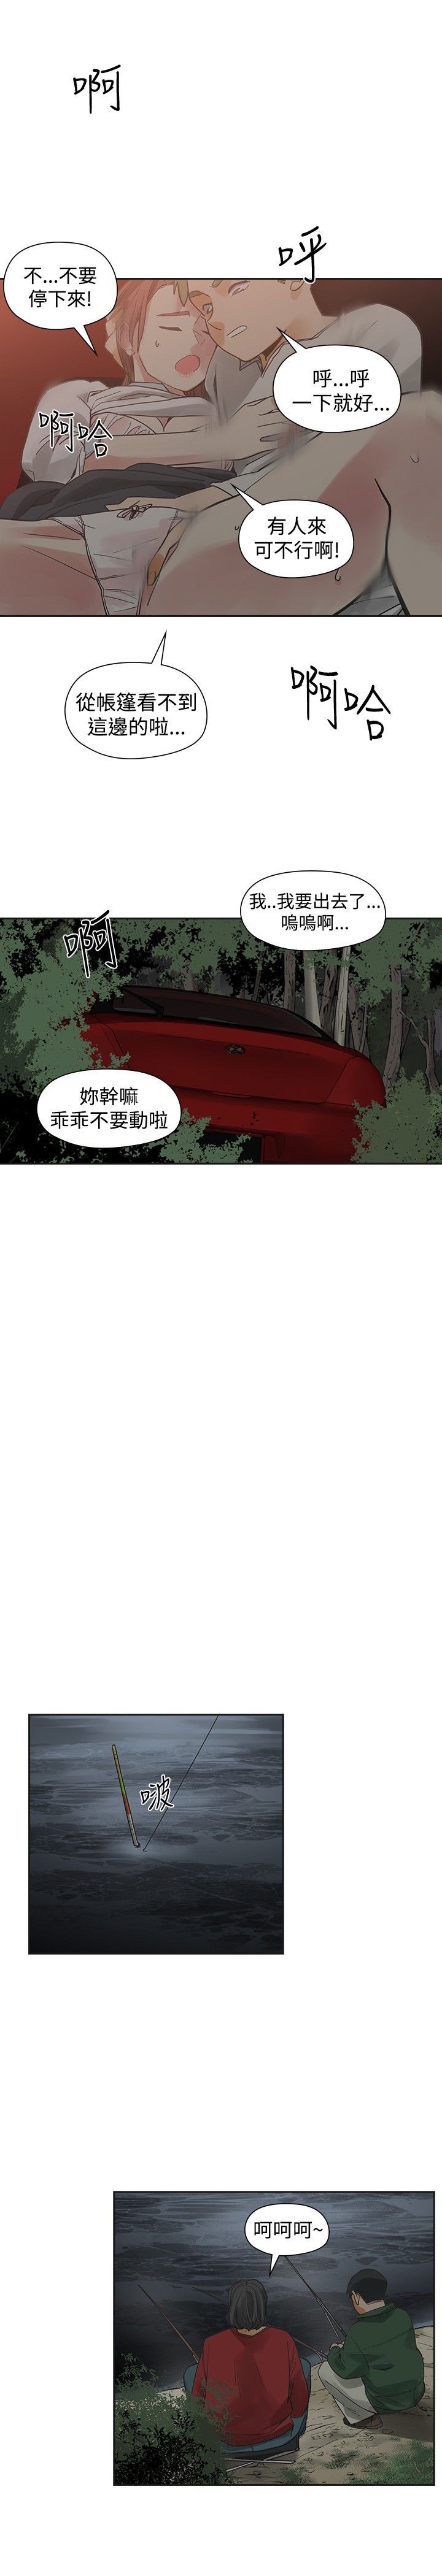 啊
呼
不...不要
停下來!
呼...呼
一下就好...
啊哈
有人來
可不行啊!
從帳篷看不到
這邊的啦...
啊哈
我..我要出去了...
嗚嗚啊...
啊
妳幹嘛
乖乖不要動啦
啵
呵呵呵~